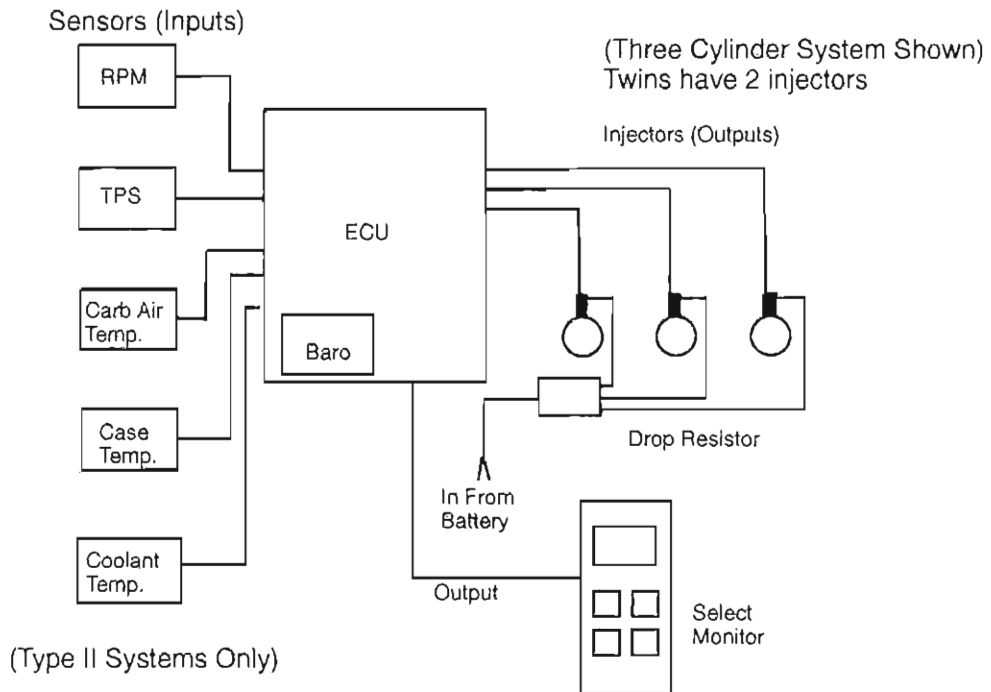 Sensors (Inputs)
RPM
TPS
Carb Air
Temp.
Case
Temp.
Coolant
Temp.
(Type II Systems Only)
ECU
Baro
(Three Cylinder System Shown)
Twins have 2 injectors
Injectors (Outputs)
Drop Resistor
In From
Battery
Output
Select
Monitor